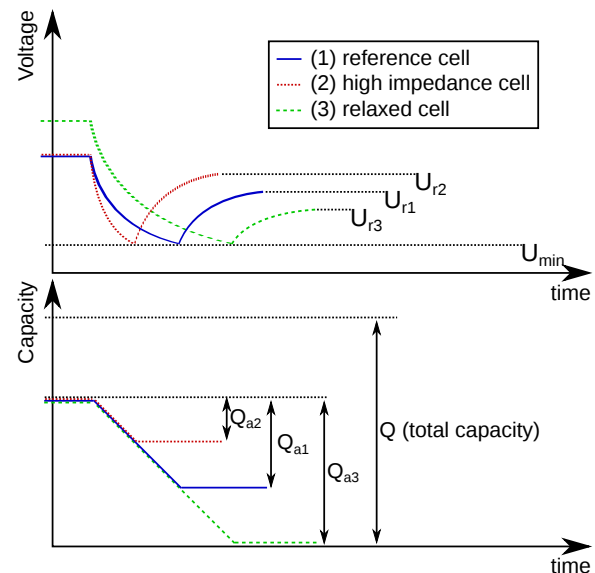 Voltage
(1) reference cell
(2) high impedance cell
(3) relaxed cell
Ur2
Ur1
Ur3
Umin
time
Capacity
Qa2
Q (total capacity)
Qa1
Qa3
time